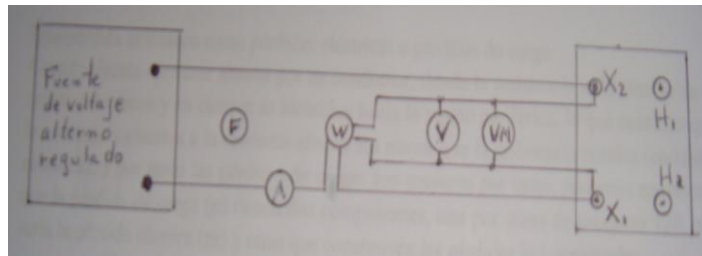 Fuente
de voltaje
alterno
regulado
F
A
W
V
VM
X2
H1
H2
X1